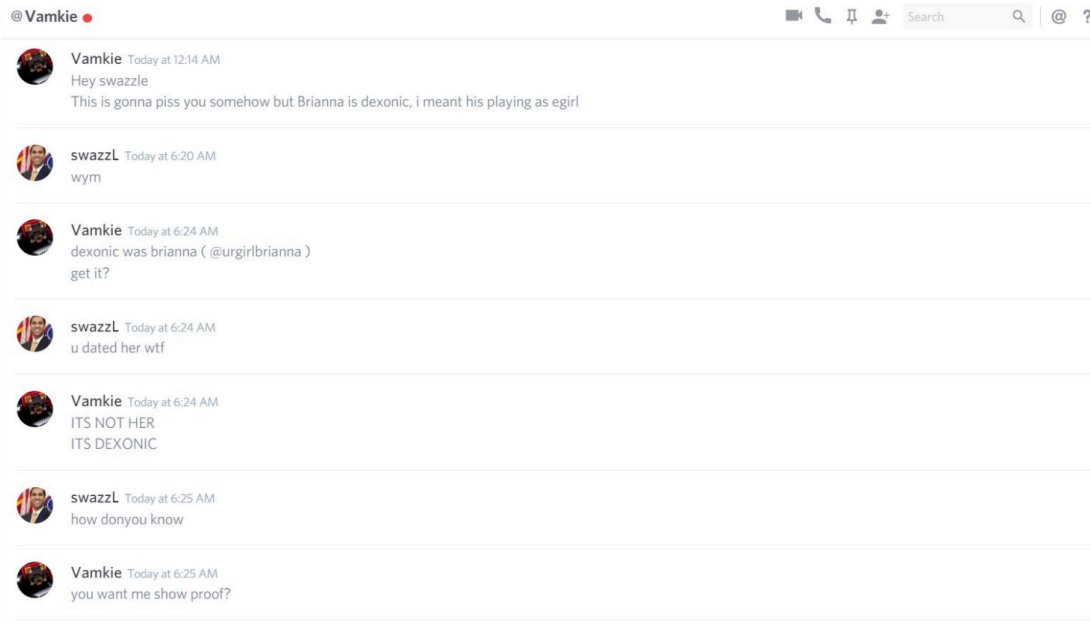 @Vamkie
Search
@ ?
Vamkie Today at 12:14 AM
Hey swazzle
This is gonna piss you somehow but Brianna is dexonic, i meant his playing as egirl
swazzL Today at 6:20 AM
wym
Vamkie Today at 6:24 AM
dexonic was brianna ( @urgirlbrianna )
get it?
swazzL Today at 6:24 AM
u dated her wtf
Vamkie Today at 6:24 AM
ITS NOT HER
ITS DEXONIC
swazzL Today at 6:25 AM
how donyou know
Vamkie Today at 6:25 AM
you want me show proof?